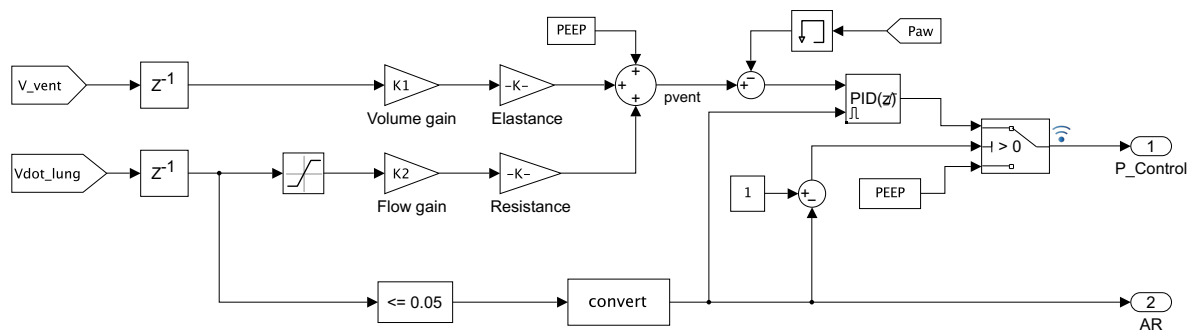 PEEP
Paw
V_vent
Z-1
K1
-K-
+
+
+
pvent
+
−
PID(z)
Volume gain
Elastance
> 0
1
P_Control
Vdot_lung
Z-1
K2
-K-
1
+
−
PEEP
Flow gain
Resistance
<= 0.05
convert
2
AR